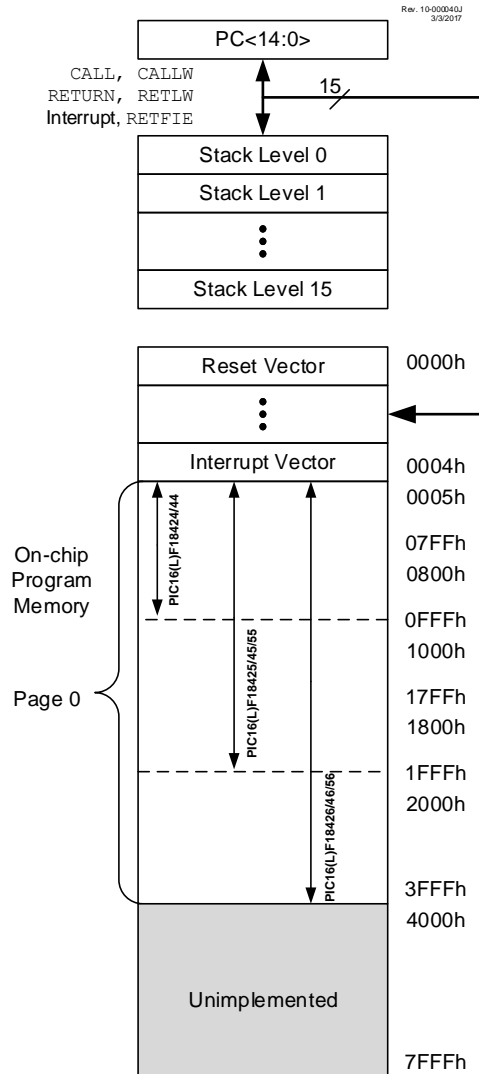 Rev. 10-000040J
3/3/2017
PC<14:0>
CALL, CALLW
RETURN, RETLW
Interrupt, RETFIE
15
Stack Level 0
Stack Level 1
Stack Level 15
Reset Vector
0000h
Interrupt Vector
0004h
0005h
PIC16(L)F18424/44
PIC16(L)F18425/45/55
PIC16(L)F18426/46/56
On-chip
Program
Memory
Page 0
07FFh
0800h
0FFFh
1000h
17FFh
1800h
1FFFh
2000h
3FFFh
4000h
Unimplemented
7FFFh